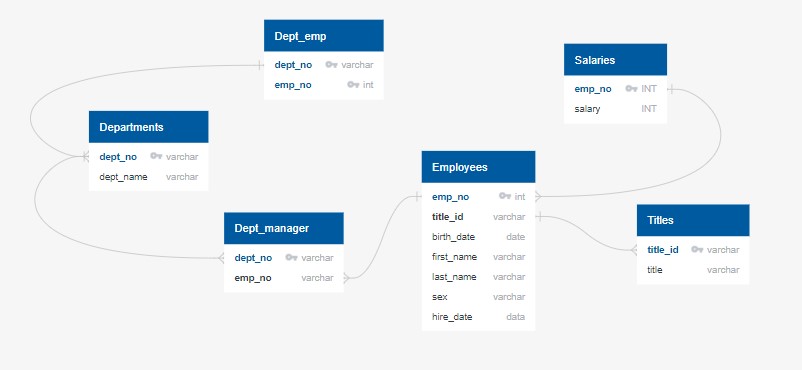 Dept_emp
dept_no varchar
emp_no int
Salaries
emp_no INT
salary INT
Departments
dept_no varchar
dept_name varchar
Employees
emp_no int
title_id varchar
birth_date date
first_name varchar
last_name varchar
sex varchar
hire_date data
Dept_manager
dept_no varchar
emp_no varchar
Titles
title_id varchar
title varchar